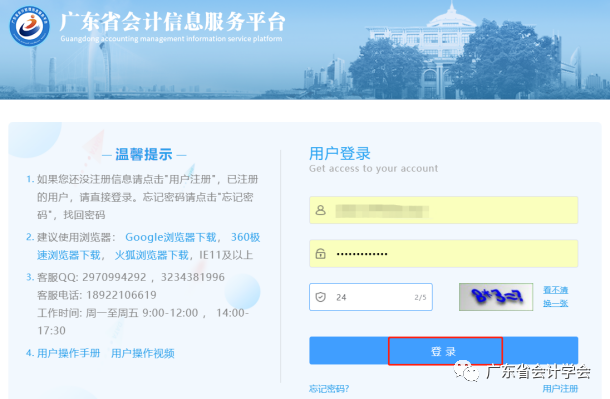 广东省会计信息服务平台
Guangdong accounting management information service platform
温馨提示
1. 如果您还没注册信息请点击"用户注册"，已注册
的用户，请直接登录。忘记密码请点击"忘记密
码"，找回密码
2. 建议使用浏览器： Google浏览器下载， 360极
速浏览器下载， 火狐浏览器下载，IE11及以上
3. 客服QQ: 2970994292 ， 3234381996
客服电话: 18922106619
工作时间: 周一至周五 9:00-12:00 ， 14:00-
17:30
4. 用户操作手册 用户操作视频
用户登录
Get access to your account
•••••••••••••
24 2/5
8*3=?
看不清
换一张
登 录
忘记密码?
用户注册
广东省会计学会